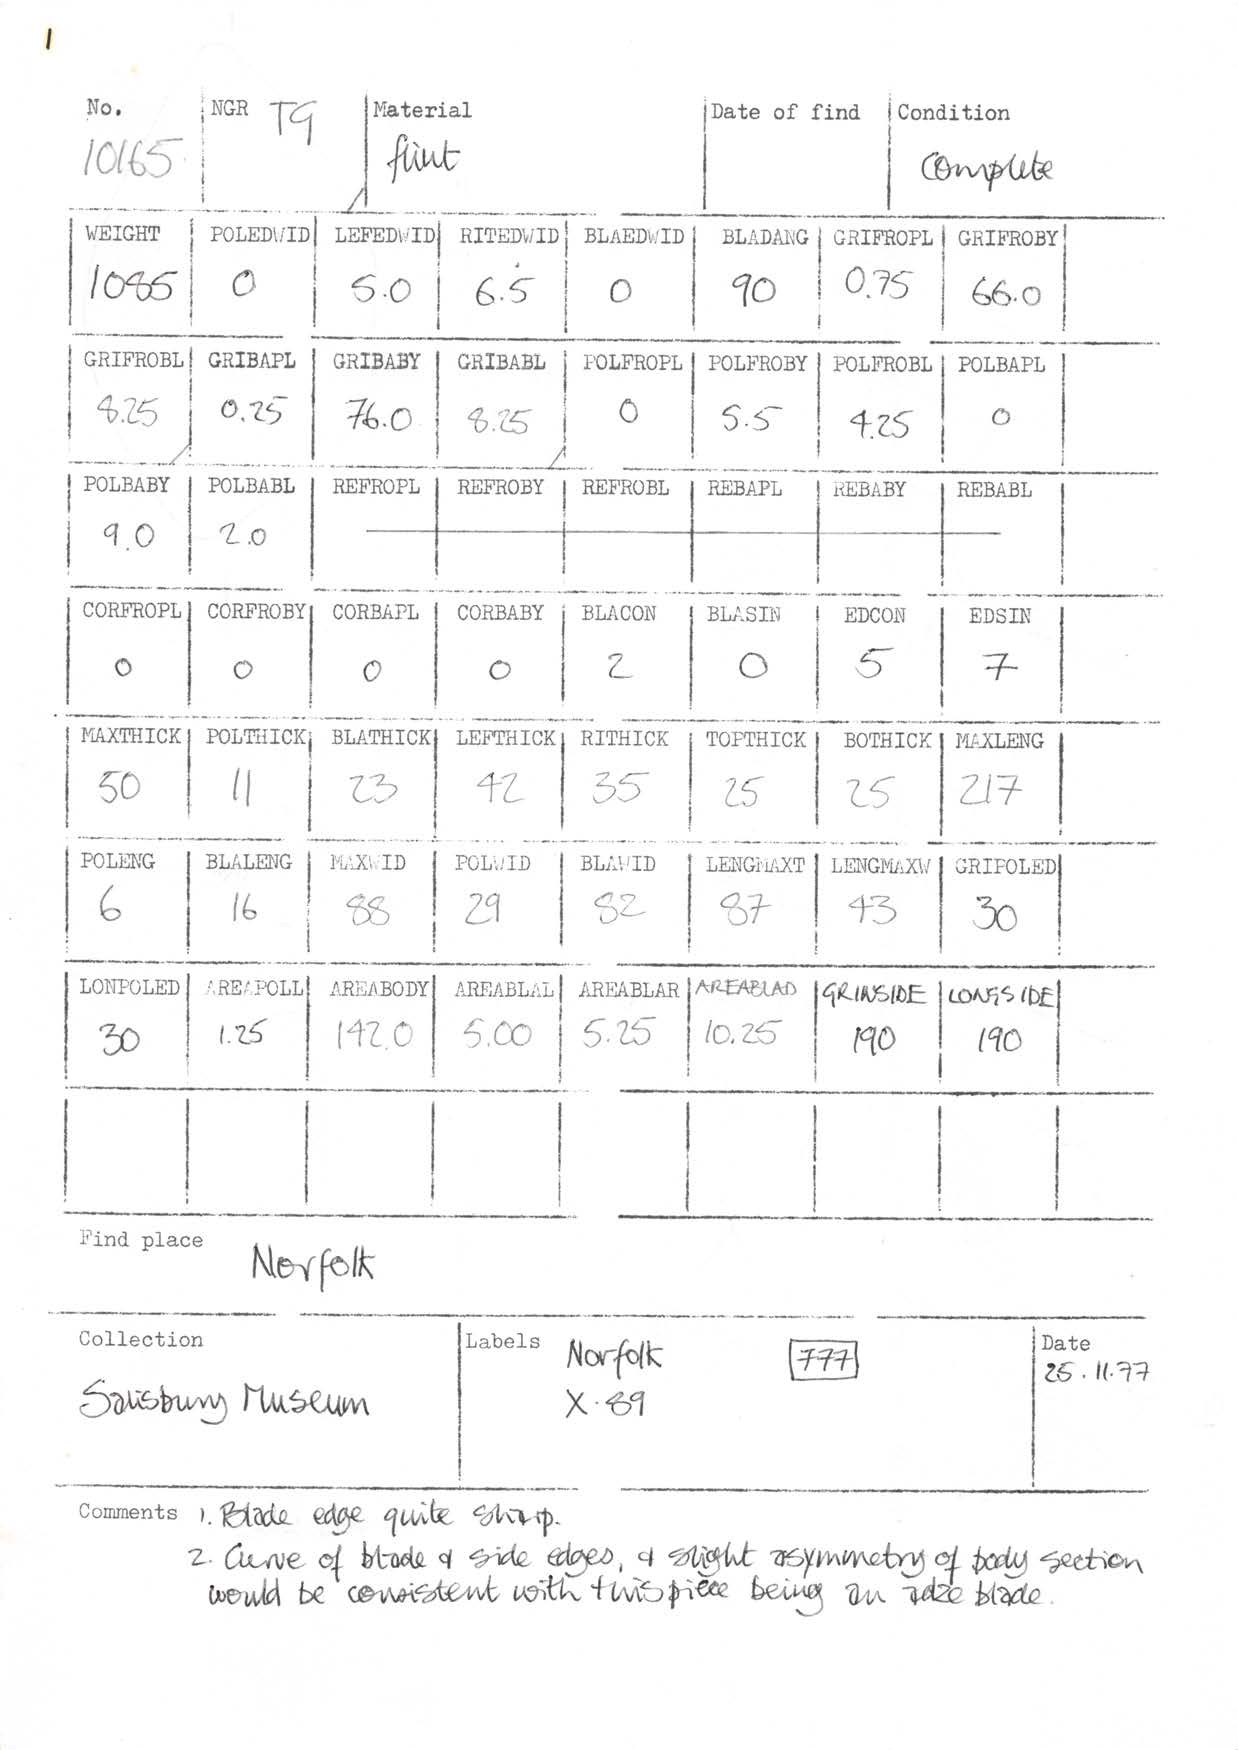 1
No. NGR TG Material Date of find Condition
10165 flint Complete
WEIGHT POLEDWID LEFEDWID RITEDWID BLAEDWID BLADANG GRIFROPL GRIFROBY
1085 0 5.0 6.5 0 90 0.75 66.0
GRIFROBL GRIBAPL GRIBABY GRIBABL POLFROPL POLFROBY POLFROBL POLBAPL
8.25 0.25 76.0 8.25 0 5.5 4.25 0
POLBABY POLBABL REFROPL REFROBY REFROBL REBAPL REBABY REBABL
9.0 2.0
CORFROPL CORFROBY CORBAPL CORBABY BLACON BLASIN EDCON EDSIN
0 0 0 0 2 0 5 7
MAXTHICK POLTHICK BLATHICK LEFTHICK RITHICK TOPTHICK BOTHICK MAXLENG
50 11 23 42 35 25 25 217
POLENG BLALENG MAXWID POLWID BLAWID LENGMAXT LENGMAXW GRIPOLED
6 16 88 29 82 87 43 30
LONPOLED AREAPOLL AREABODY AREABLAL AREABLAR AREABLAD GRINSIDE LONGSIDE
30 1.25 142.0 5.00 5.25 10.25 190 190
Find place
Norfolk
Collection Labels Norfolk 777 Date
Salisbury Museum X.89 25.11.77
Comments 1. Blade edge quite sharp.
2. Curve of blade & side edges, & slight asymmetry of body section
would be consistent with this piece being an adze blade.